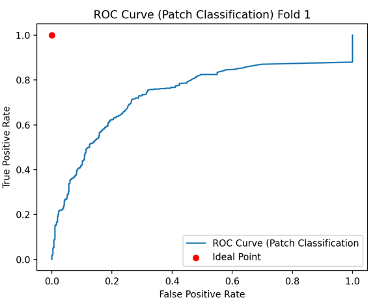 ROC Curve (Patch Classification) Fold 1
1.0
0.8
0.6
0.4
0.2
0.0
True Positive Rate
0.0 0.2 0.4 0.6 0.8 1.0
False Positive Rate
ROC Curve (Patch Classification
Ideal Point